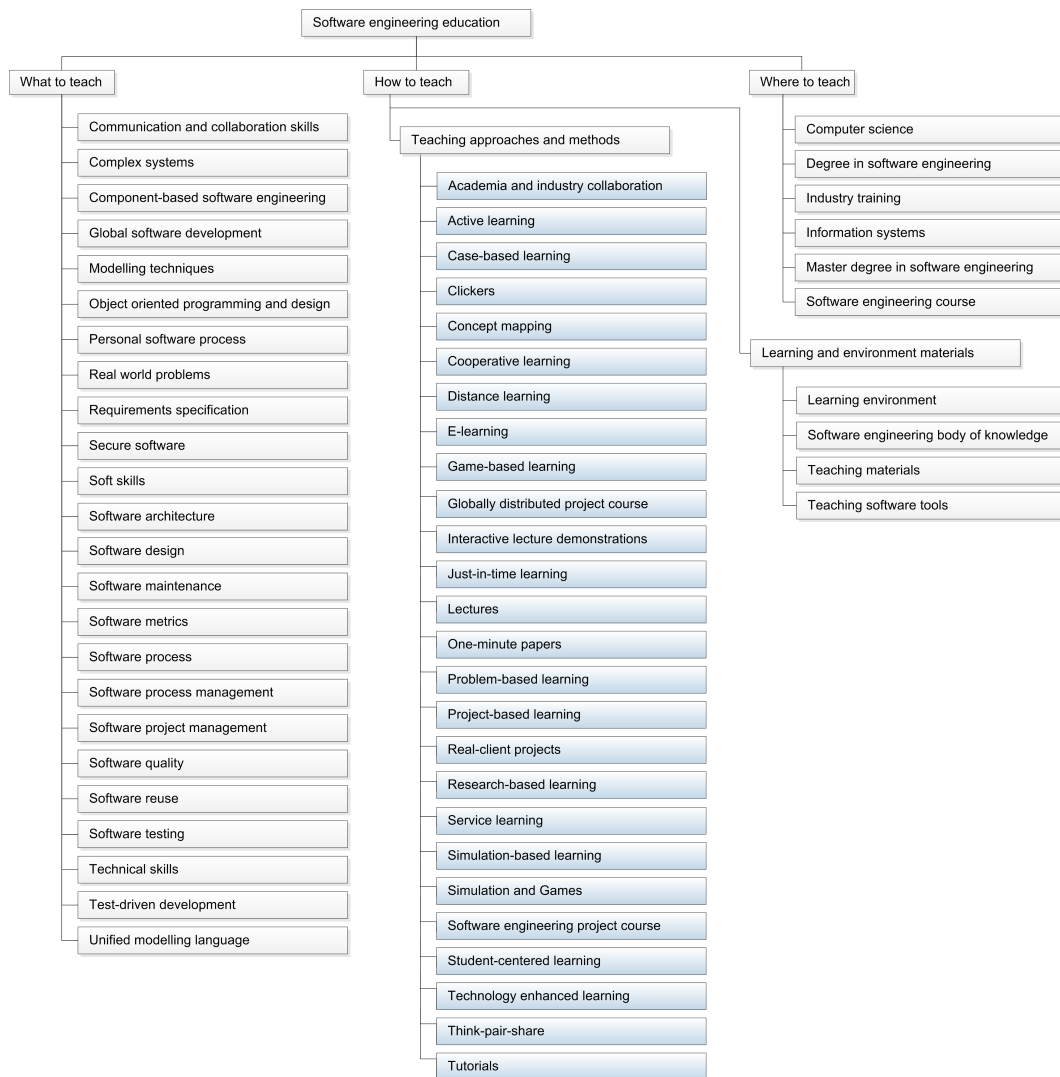 Software engineering education
What to teach
Communication and collaboration skills
Complex systems
Component-based software engineering
Global software development
Modelling techniques
Object oriented programming and design
Personal software process
Real world problems
Requirements specification
Secure software
Soft skills
Software architecture
Software design
Software maintenance
Software metrics
Software process
Software process management
Software project management
Software quality
Software reuse
Software testing
Technical skills
Test-driven development
Unified modelling language
How to teach
Teaching approaches and methods
Academia and industry collaboration
Active learning
Case-based learning
Clickers
Concept mapping
Cooperative learning
Distance learning
E-learning
Game-based learning
Globally distributed project course
Interactive lecture demonstrations
Just-in-time learning
Lectures
One-minute papers
Problem-based learning
Project-based learning
Real-client projects
Research-based learning
Service learning
Simulation-based learning
Simulation and Games
Software engineering project course
Student-centered learning
Technology enhanced learning
Think-pair-share
Tutorials
Where to teach
Computer science
Degree in software engineering
Industry training
Information systems
Master degree in software engineering
Software engineering course
Learning and environment materials
Learning environment
Software engineering body of knowledge
Teaching materials
Teaching software tools